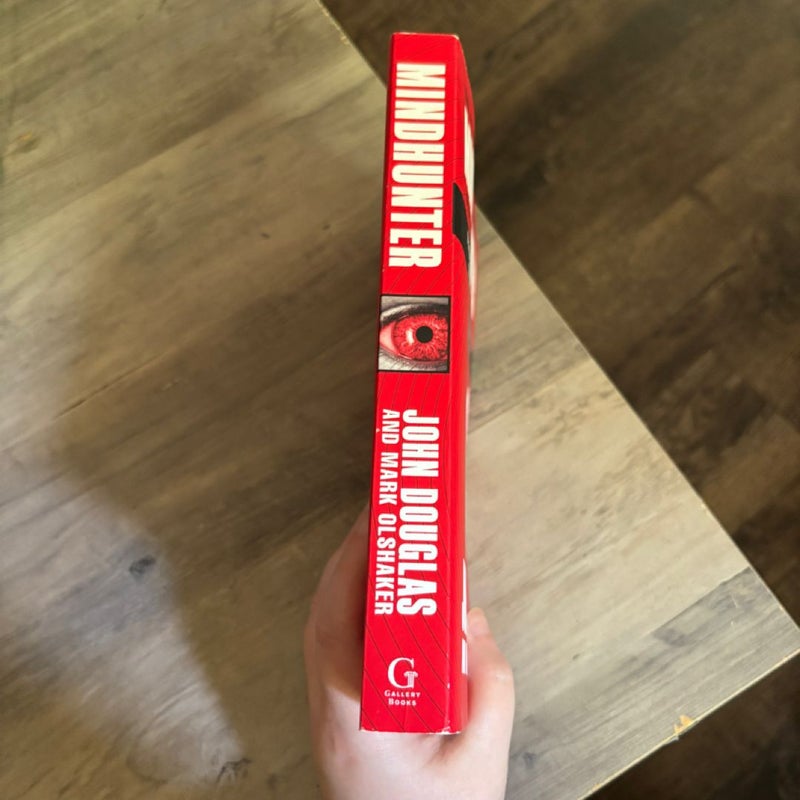 MINDHUNTER
JOHN DOUGLAS
AND MARK OLSHAKER
G
GALLERY
BOOKS